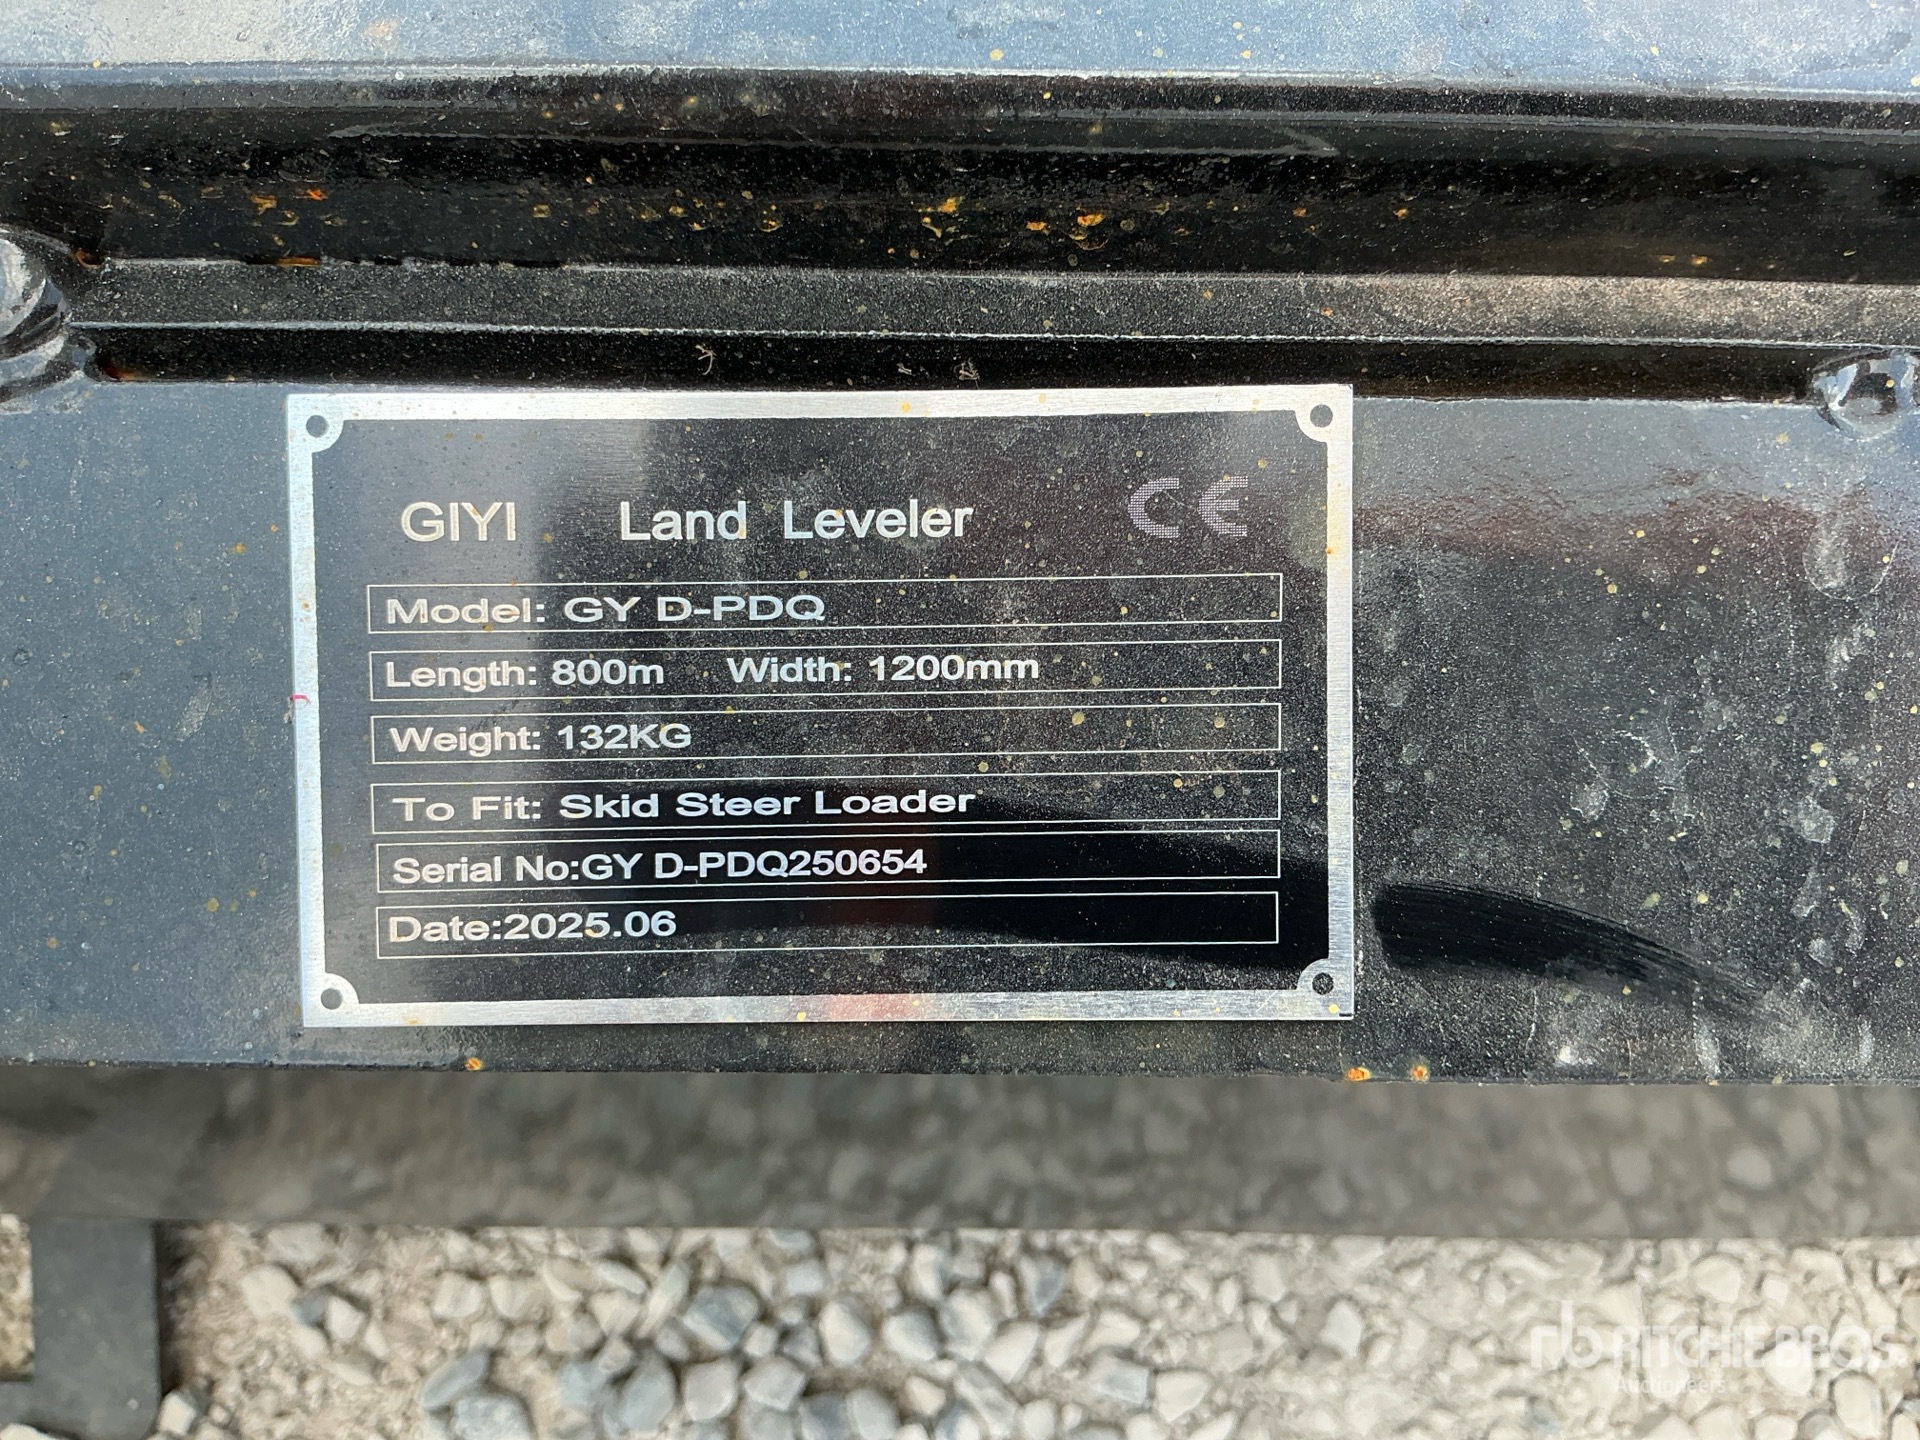 GIYI Land Leveler CE
Model: GY D-PDQ
Length: 800m Width: 1200mm
Weight: 132KG
To Fit: Skid Steer Loader
Serial No:GY D-PDQ250654
Date:2025.06
rb RITCHIE BROS.
Auctioneers